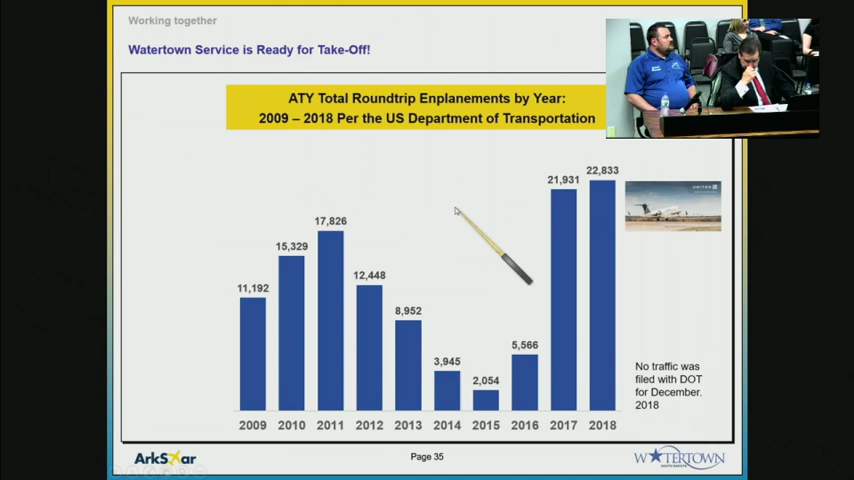 Working together
Watertown Service is Ready for Take-Off!
ATY Total Roundtrip Enplanements by Year:
2009 – 2018 Per the US Department of Transportation
11,192
15,329
17,826
12,448
8,952
3,945
2,054
5,566
21,931
22,833
UNITED
No traffic was
filed with DOT
for December.
2018
2009 2010 2011 2012 2013 2014 2015 2016 2017 2018
ArkStar
Page 35
WATERTOWN
SOUTH DAKOTA